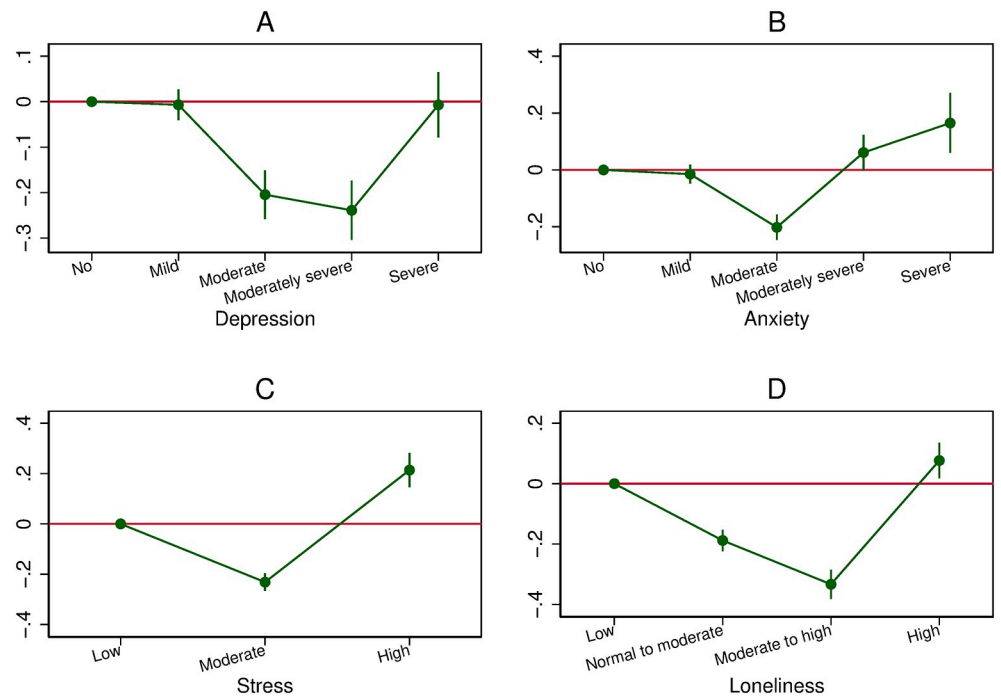 A
.1
0
-.1
-.2
-.3
No
Mild
Moderate
Moderately severe
Severe
Depression
B
.4
.2
0
-.2
No
Mild
Moderate
Moderately severe
Severe
Anxiety
C
.4
.2
0
-.2
-.4
Low
Moderate
High
Stress
D
.2
0
-.2
-.4
Low
Normal to moderate
Moderate to high
High
Loneliness